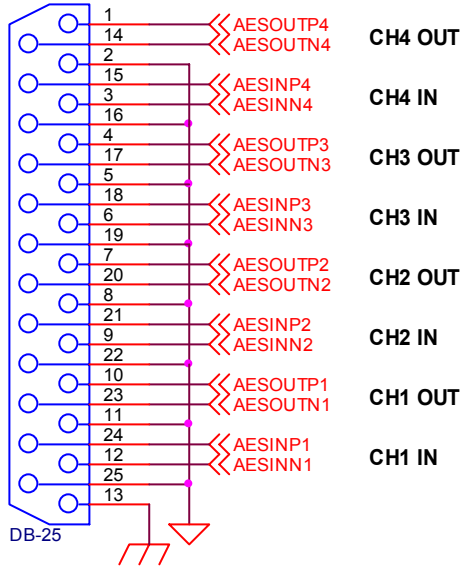 1 AESOUTP4
14 AESOUTN4 CH4 OUT
2
15 AESINP4
3 AESINN4 CH4 IN
16
4 AESOUTP3
17 AESOUTN3 CH3 OUT
5
18 AESINP3
6 AESINN3 CH3 IN
19
7 AESOUTP2
20 AESOUTN2 CH2 OUT
8
21 AESINP2
9 AESINN2 CH2 IN
22
10 AESOUTP1
23 AESOUTN1 CH1 OUT
11
24 AESINP1
12 AESINN1 CH1 IN
25
13
DB-25